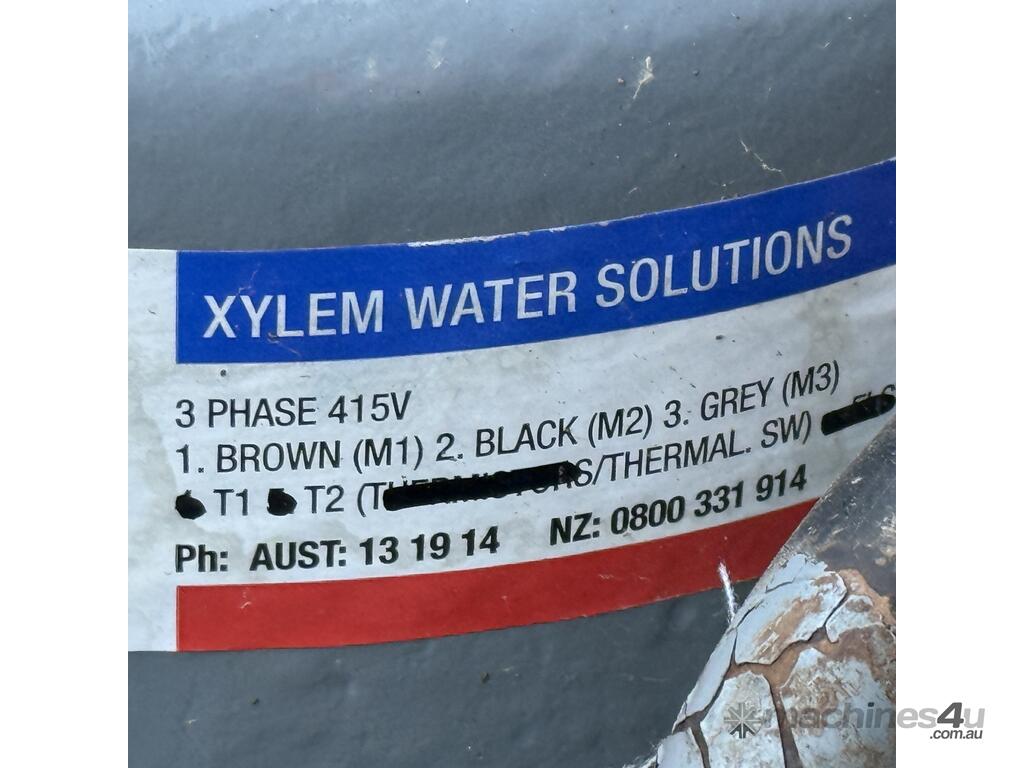 XYLEM WATER SOLUTIONS
3 PHASE 415V
1. BROWN (M1) 2. BLACK (M2) 3. GREY (M3)
T1 T2 (THERMISTORS/THERMAL. SW)
Ph: AUST: 13 19 14 NZ: 0800 331 914
machines4u
.com.au